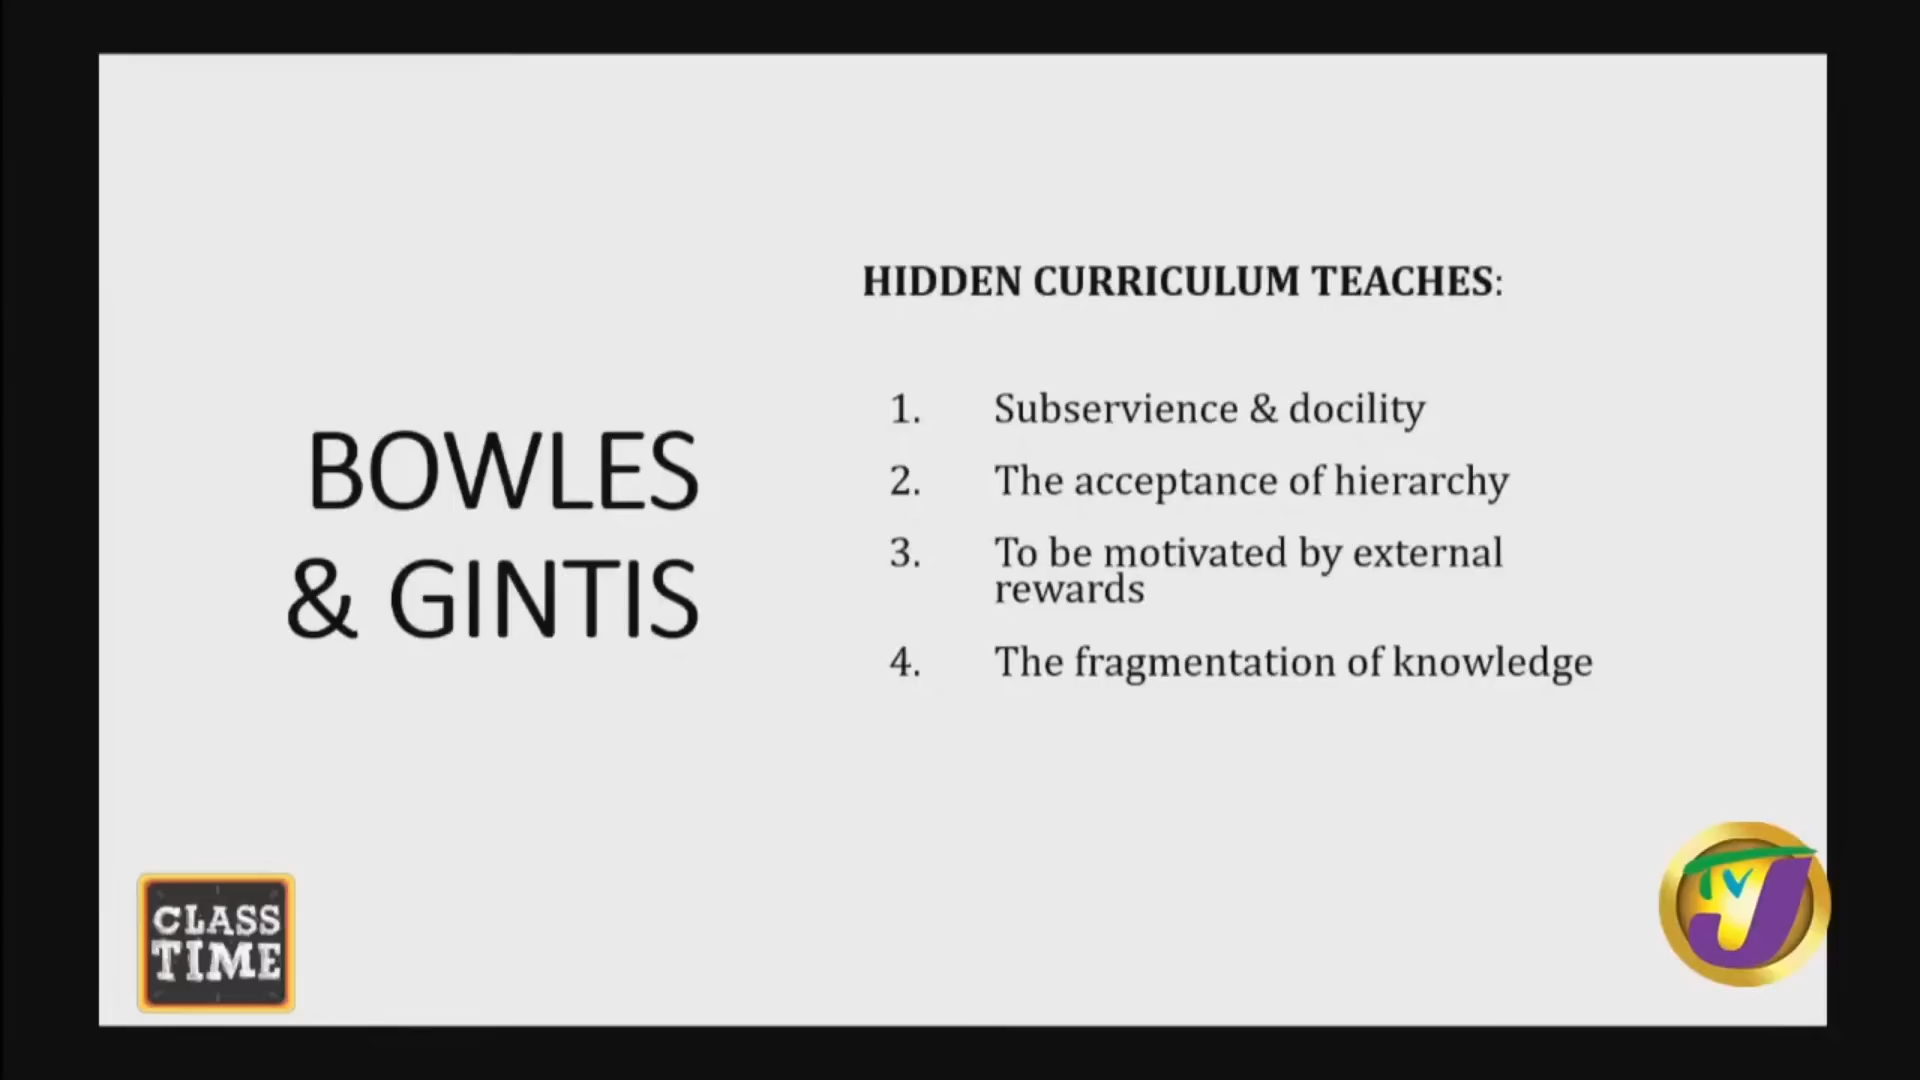 BOWLES
& GINTIS
HIDDEN CURRICULUM TEACHES:
1. Subservience & docility
2. The acceptance of hierarchy
3. To be motivated by external
rewards
4. The fragmentation of knowledge
CLASS
TIME
TVJ